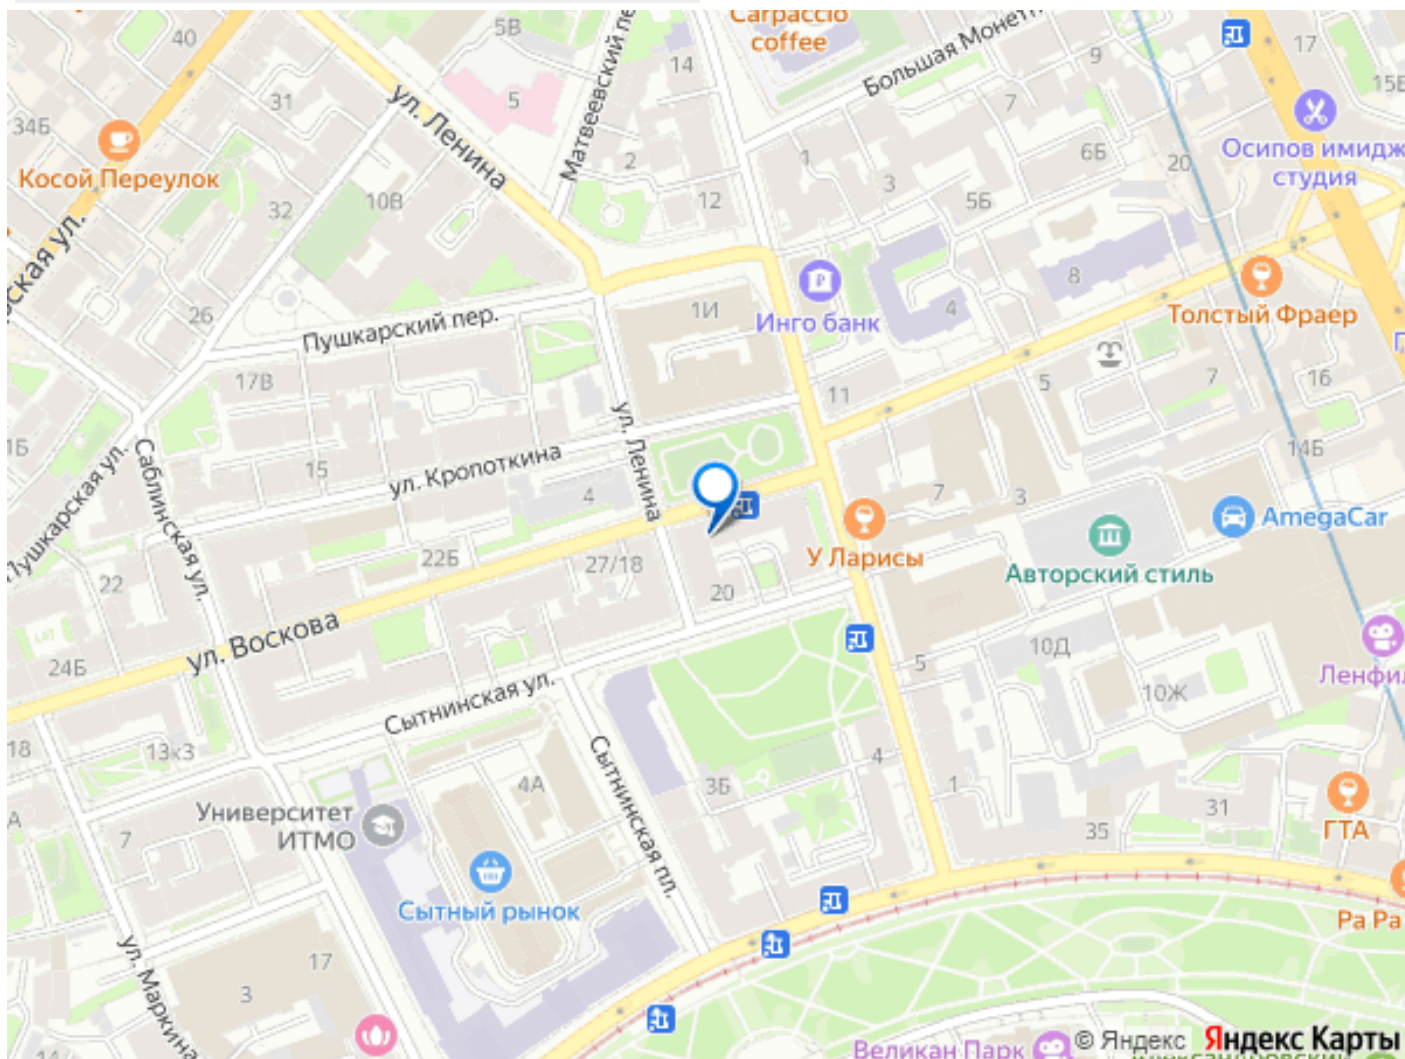 40
5В
Carpaccio
coffee
Большая Монетн
17
14
9
15В
31
5
ул. Ленина
Матвеевский пе
7
34Б
Косой Переулок
2
1
6Б
20
Осипов имидж
студия
32
10В
12
3
5Б
ская ул.
26
Пушкарский пер.
1И
Инго банк
4
8
Толстый Фраер
17В
11
5
7
16
1Б
Саблинская ул.
15
ул. Кропоткина
ул. Ленина
4
7
3
14Б
У Ларисы
AmegaCar
Пушкарская ул.
22
22Б
27/18
20
Авторский стиль
24Б
ул. Воскова
5
10Д
10Ж
Ленфил
Сытнинская ул.
18
13к3
4А
Сытнинская пл.
3Б
4
1
31
А
7
Университет
ИТМО
35
ГТА
Сытный рынок
Ра Ра
ул. Маркина
17
3
Великан Парк
© Яндекс Яндекс Карты